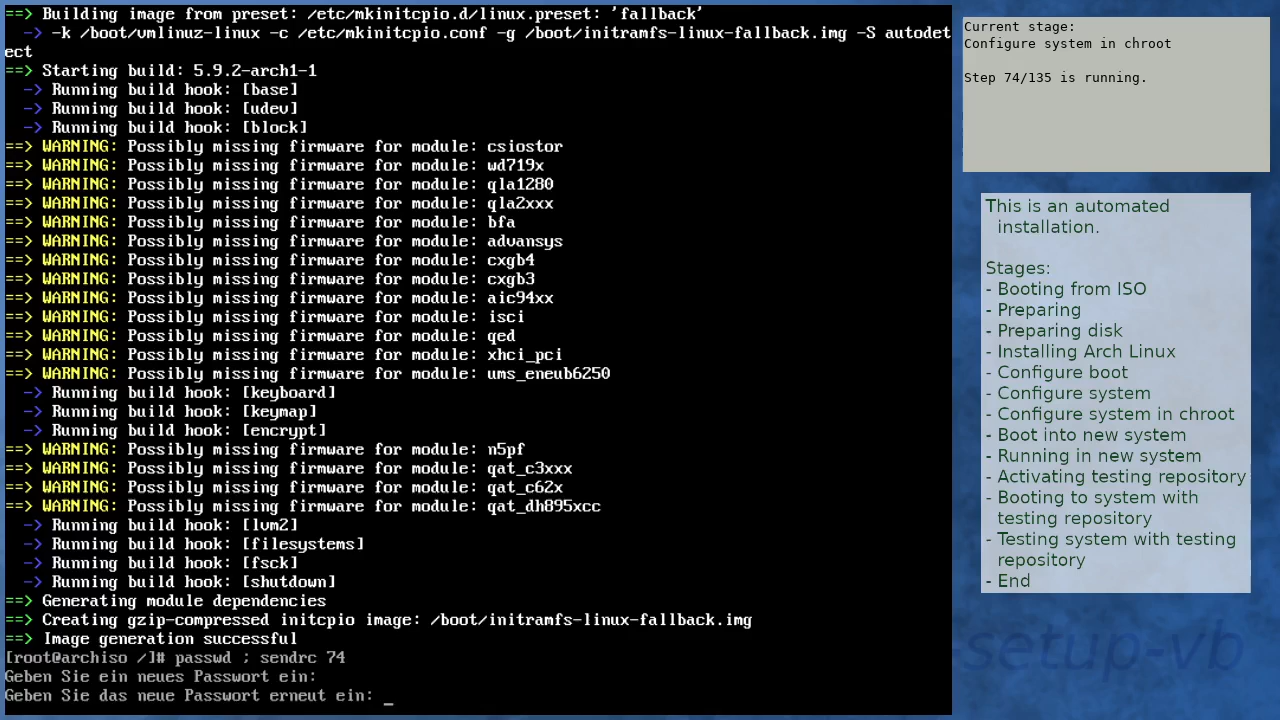 ==> Building image from preset: /etc/mkinitcpio.d/linux.preset: 'fallback'
  -> -k /boot/vmlinuz-linux -c /etc/mkinitcpio.conf -g /boot/initramfs-linux-fallback.img -S autodet
ect
==> Starting build: 5.9.2-arch1-1
  -> Running build hook: [base]
  -> Running build hook: [udev]
  -> Running build hook: [block]
==> WARNING: Possibly missing firmware for module: csiostor
==> WARNING: Possibly missing firmware for module: wd719x
==> WARNING: Possibly missing firmware for module: qla1280
==> WARNING: Possibly missing firmware for module: qla2xxx
==> WARNING: Possibly missing firmware for module: bfa
==> WARNING: Possibly missing firmware for module: advansys
==> WARNING: Possibly missing firmware for module: cxgb4
==> WARNING: Possibly missing firmware for module: cxgb3
==> WARNING: Possibly missing firmware for module: aic94xx
==> WARNING: Possibly missing firmware for module: isci
==> WARNING: Possibly missing firmware for module: qed
==> WARNING: Possibly missing firmware for module: xhci_pci
==> WARNING: Possibly missing firmware for module: ums_eneub6250
  -> Running build hook: [keyboard]
  -> Running build hook: [keymap]
  -> Running build hook: [encrypt]
==> WARNING: Possibly missing firmware for module: n5pf
==> WARNING: Possibly missing firmware for module: qat_c3xxx
==> WARNING: Possibly missing firmware for module: qat_c62x
==> WARNING: Possibly missing firmware for module: qat_dh895xcc
  -> Running build hook: [lvm2]
  -> Running build hook: [filesystems]
  -> Running build hook: [fsck]
  -> Running build hook: [shutdown]
==> Generating module dependencies
==> Creating gzip-compressed initcpio image: /boot/initramfs-linux-fallback.img
==> Image generation successful
[root@archiso /]# passwd ; sendrc 74
Geben Sie ein neues Passwort ein:
Geben Sie das neue Passwort erneut ein: _
Current stage:
Configure system in chroot
Step 74/135 is running.
This is an automated
installation.
Stages:
- Booting from ISO
- Preparing
- Preparing disk
- Installing Arch Linux
- Configure boot
- Configure system
- Configure system in chroot
- Boot into new system
- Running in new system
- Activating testing repository
- Booting to system with
testing repository
- Testing system with testing
repository
- End
-setup-vb